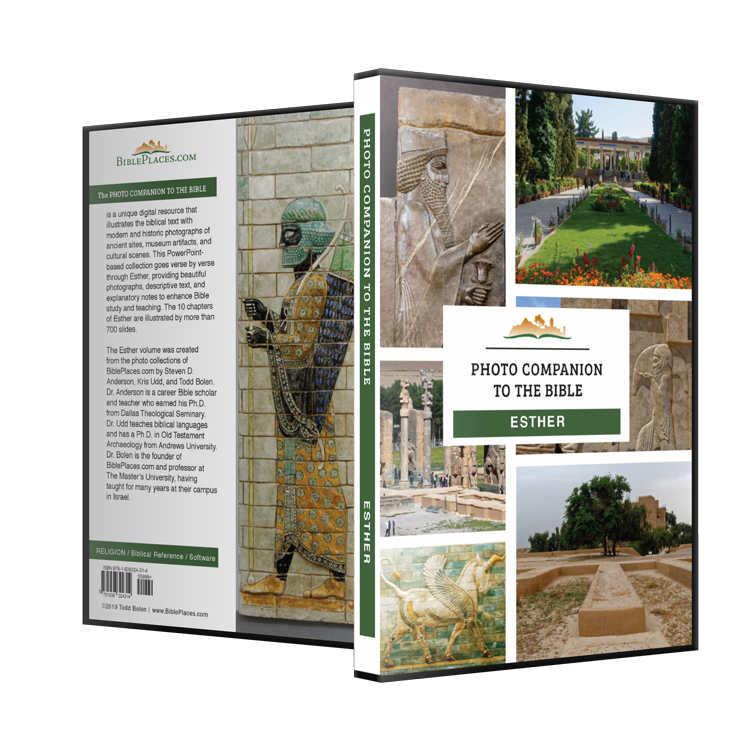 BIBLEPLACES.COM
The PHOTO COMPANION TO THE BIBLE
is a unique digital resource that
illustrates the biblical text with
modern and historic photographs of
ancient sites, museum artifacts, and
cultural scenes. This PowerPoint-
based collection goes verse by verse
through Esther, providing beautiful
photographs, descriptive text, and
explanatory notes to enhance Bible
study and teaching. The 10 chapters
of Esther are illustrated by more than
700 slides.
The Esther volume was created
from the photo collections of
BiblePlaces.com by Steven D.
Anderson, Kris Udd, and Todd Bolen.
Dr. Anderson is a career Bible scholar
and teacher who earned his Ph.D.
from Dallas Theological Seminary.
Dr. Udd teaches biblical languages
and has a Ph.D. in Old Testament
Archaeology from Andrews University.
Dr. Bolen is the founder of
BiblePlaces.com and professor at
The Master's University, having
taught for many years at their campus
in Israel.
RELIGION / Biblical Reference / Software
©2019 Todd Bolen | www.BiblePlaces.com
PHOTO COMPANION TO THE BIBLE
ESTHER
PHOTO COMPANION
TO THE BIBLE
ESTHER